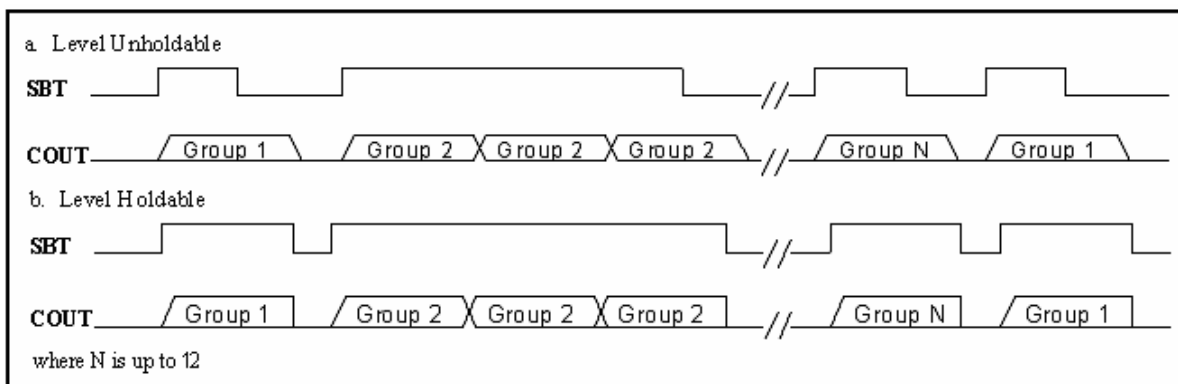 a. Level Unholdable
SBT
COUT Group 1 Group 2 Group 2 Group 2 // Group N Group 1
b. Level Holdable
SBT
COUT Group 1 Group 2 Group 2 Group 2 // Group N Group 1
where N is up to 12